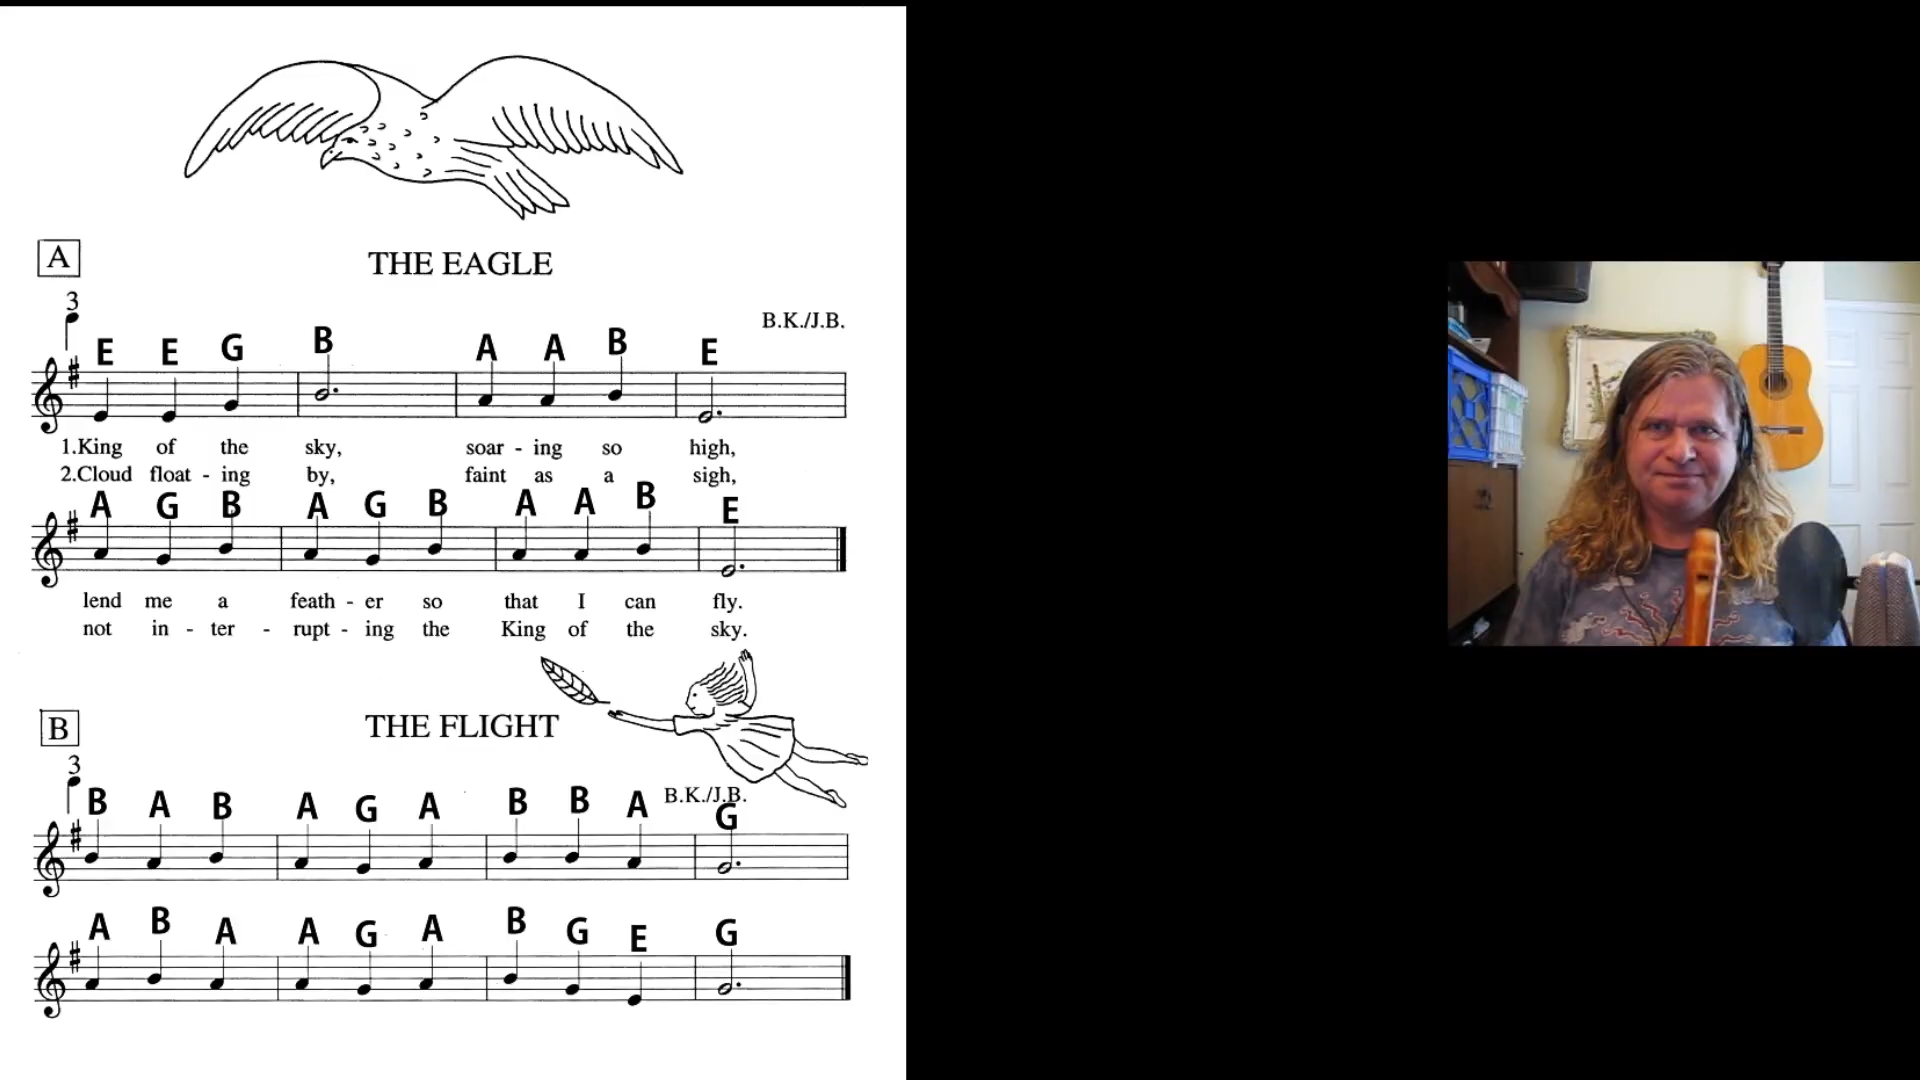 A
THE EAGLE
3
B.K./J.B.
E E G B A A B E
1.King of the sky, soar - ing so high,
2.Cloud float - ing by, faint as a sigh,
A G B A G B A A B E
lend me a feath - er so that I can fly.
not in - ter - rupt - ing the King of the sky.
B
THE FLIGHT
3
B.K./J.B.
B A B A G A B B A G
A B A A G A B G E G